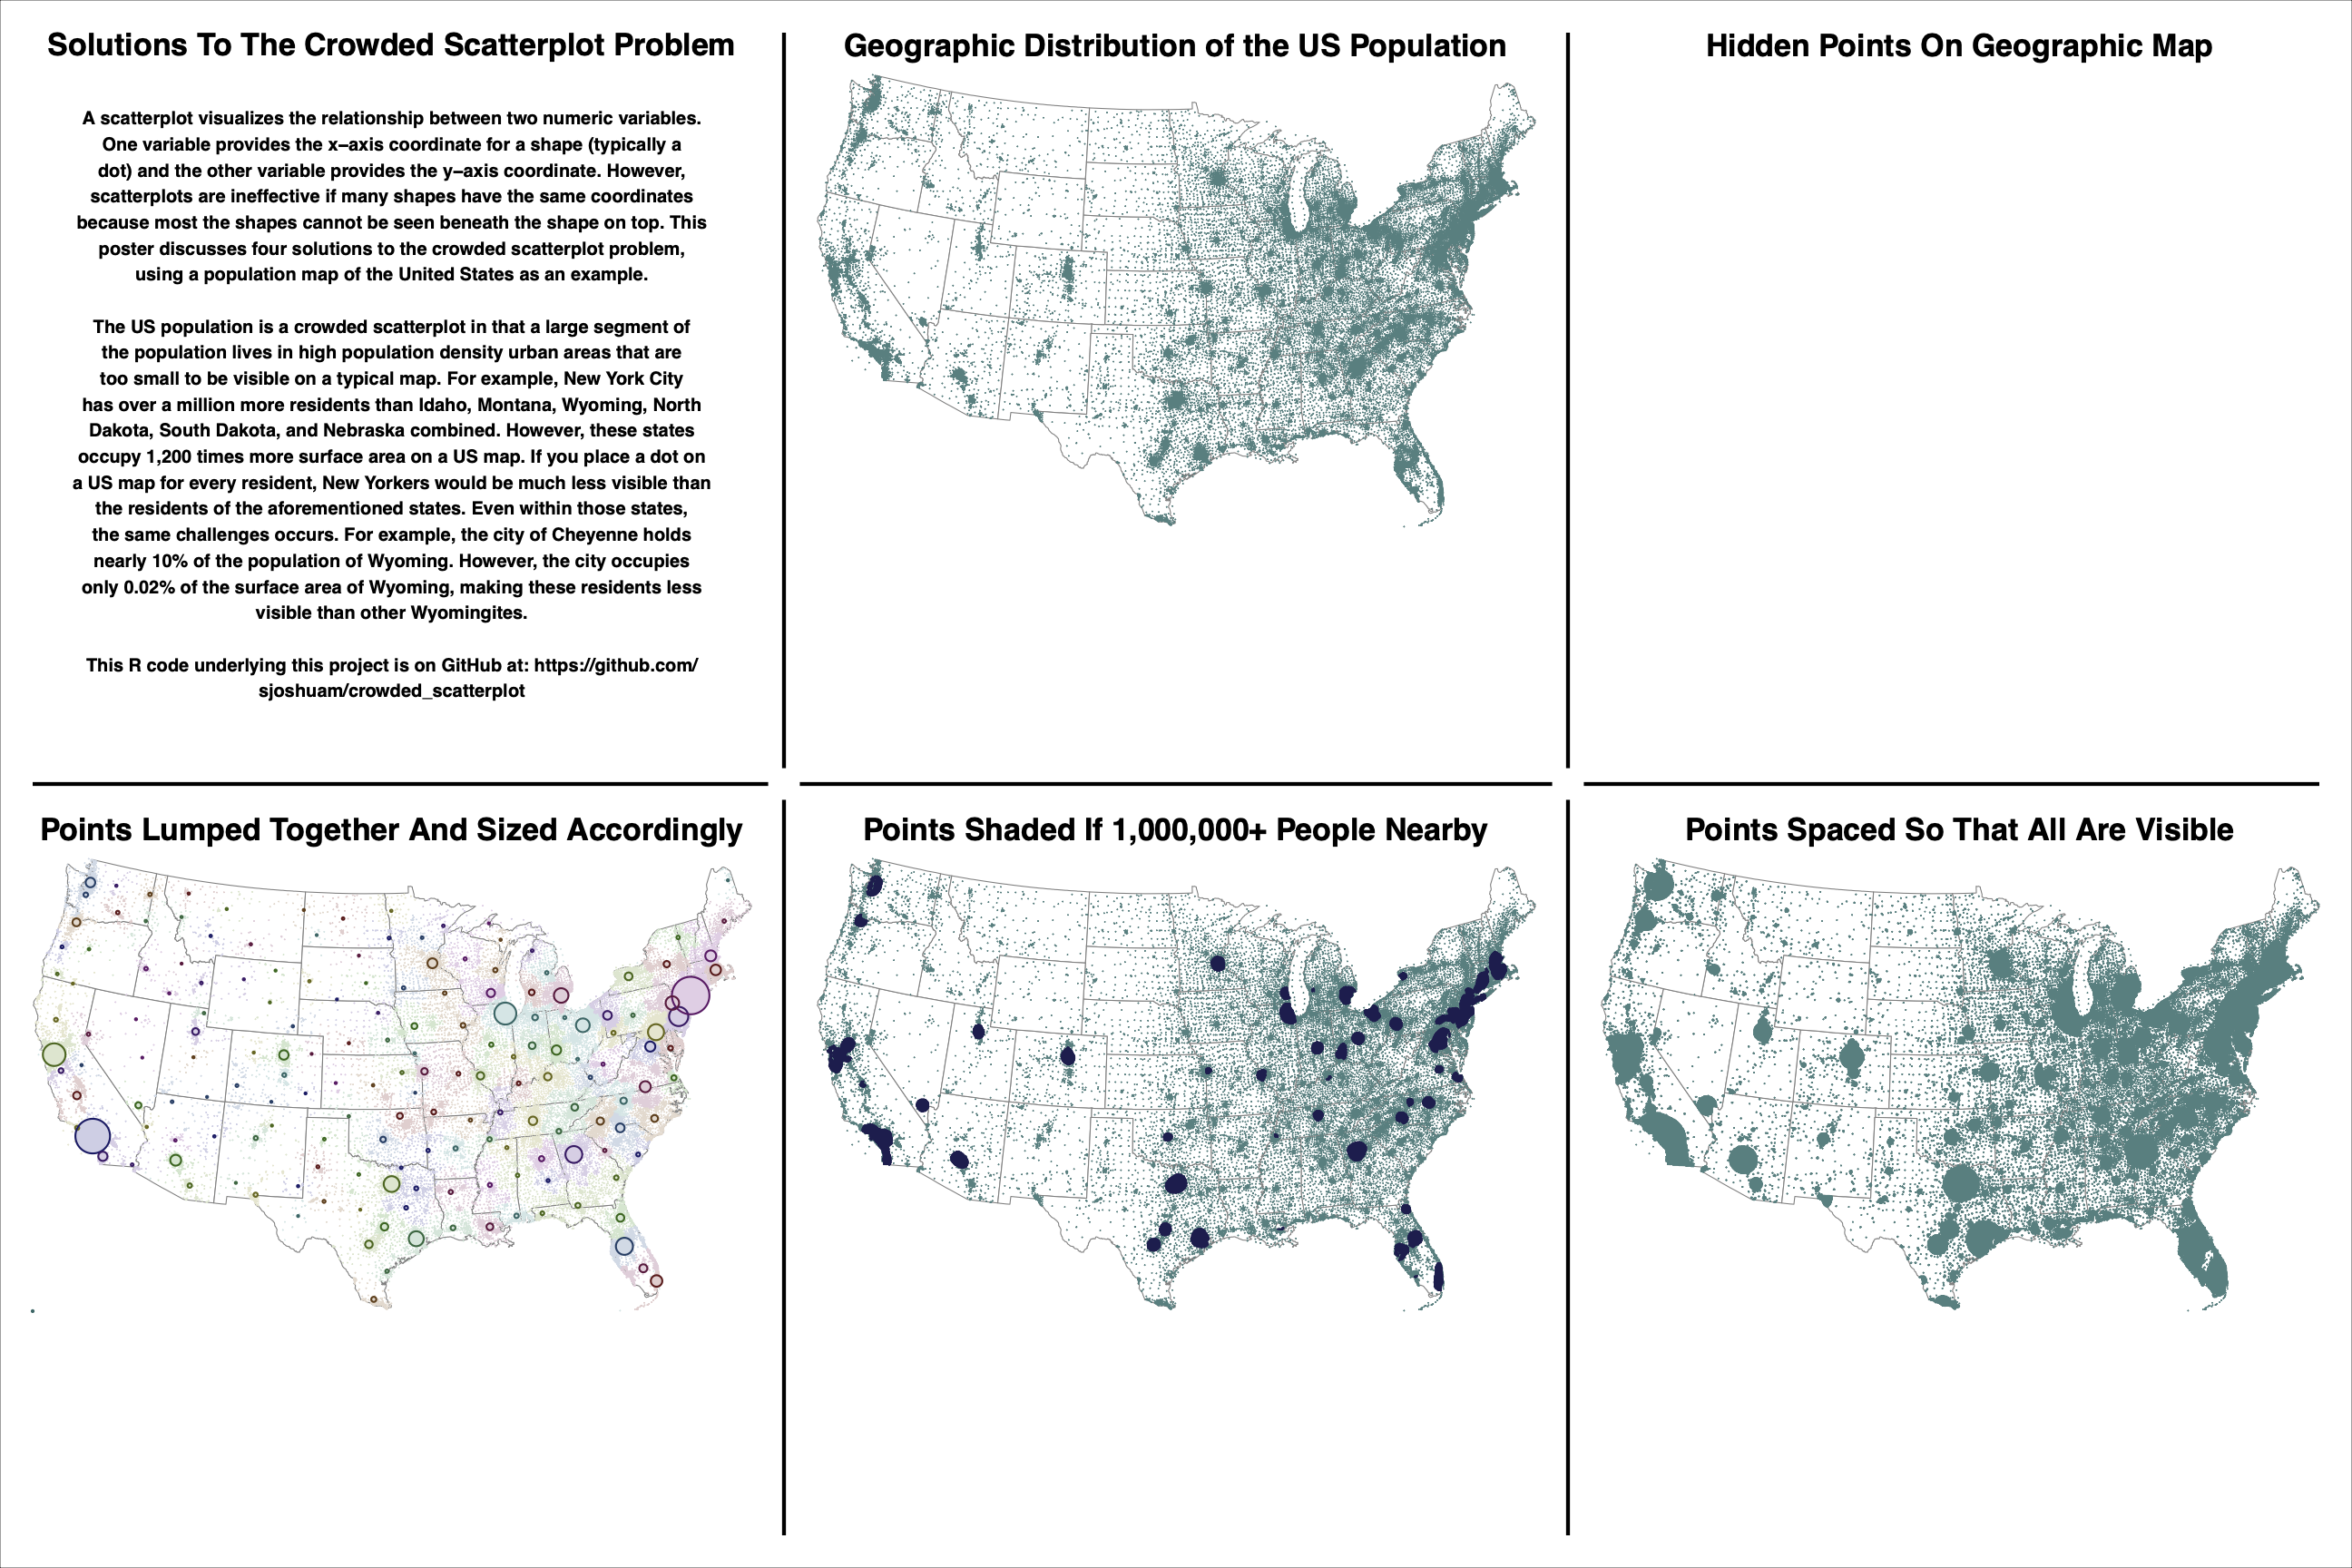 Solutions To The Crowded Scatterplot Problem
A scatterplot visualizes the relationship between two numeric variables.
One variable provides the x–axis coordinate for a shape (typically a
dot) and the other variable provides the y–axis coordinate. However,
scatterplots are ineffective if many shapes have the same coordinates
because most the shapes cannot be seen beneath the shape on top. This
poster discusses four solutions to the crowded scatterplot problem,
using a population map of the United States as an example.
The US population is a crowded scatterplot in that a large segment of
the population lives in high population density urban areas that are
too small to be visible on a typical map. For example, New York City
has over a million more residents than Idaho, Montana, Wyoming, North
Dakota, South Dakota, and Nebraska combined. However, these states
occupy 1,200 times more surface area on a US map. If you place a dot on
a US map for every resident, New Yorkers would be much less visible than
the residents of the aforementioned states. Even within those states,
the same challenges occurs. For example, the city of Cheyenne holds
nearly 10% of the population of Wyoming. However, the city occupies
only 0.02% of the surface area of Wyoming, making these residents less
visible than other Wyomingites.
This R code underlying this project is on GitHub at: https://github.com/
sjoshuam/crowded_scatterplot
Geographic Distribution of the US Population
Hidden Points On Geographic Map
Points Lumped Together And Sized Accordingly
Points Shaded If 1,000,000+ People Nearby
Points Spaced So That All Are Visible